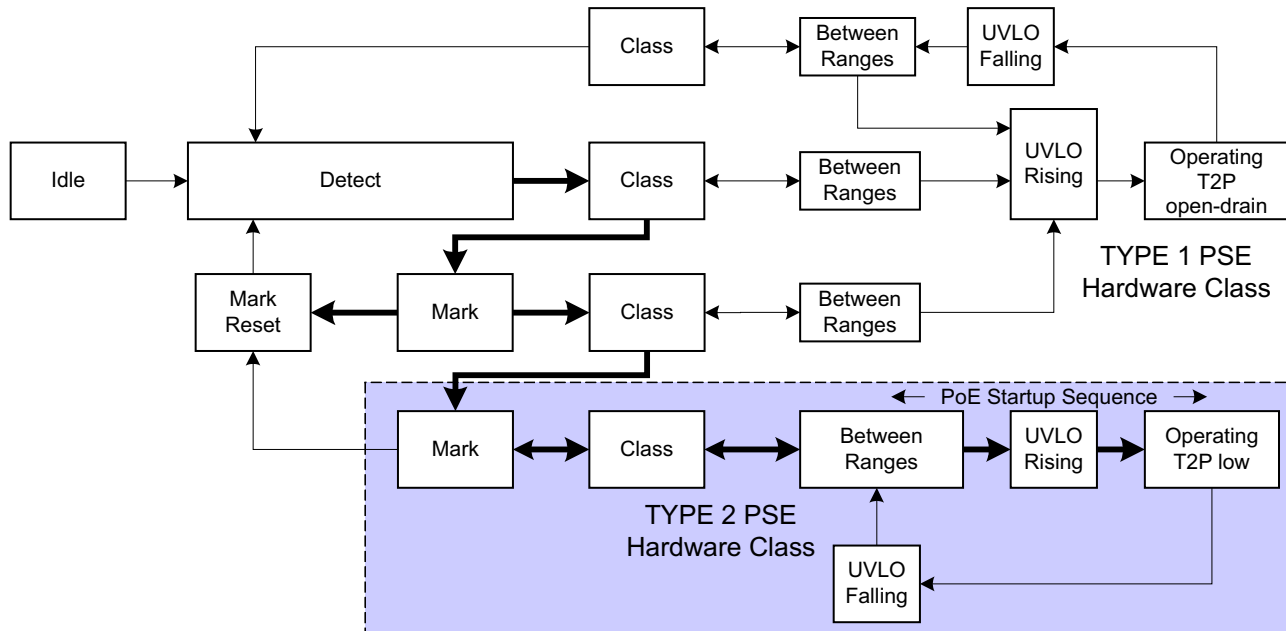 Class
Between
Ranges
UVLO
Falling
Idle
Detect
Class
Between
Ranges
UVLO
Rising
Operating
T2P
open-drain
TYPE 1 PSE
Hardware Class
Mark
Reset
Mark
Class
Between
Ranges
PoE Startup Sequence
Mark
Class
Between
Ranges
UVLO
Rising
Operating
T2P low
TYPE 2 PSE
Hardware Class
UVLO
Falling